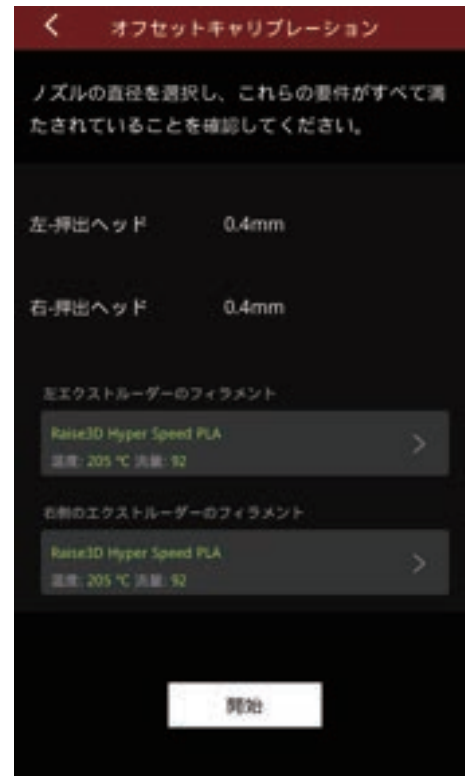 オフセットキャリブレーション
ノズルの直径を選択し、これらの要件がすべて満
たされていることを確認してください。
左-押出ヘッド 0.4mm
右-押出ヘッド 0.4mm
左エクストルーダーのフィラメント
Raise3D Hyper Speed PLA
温度: 205 ℃ 流量: 92
右側のエクストルーダーのフィラメント
Raise3D Hyper Speed PLA
温度: 205 ℃ 流量: 92
開始